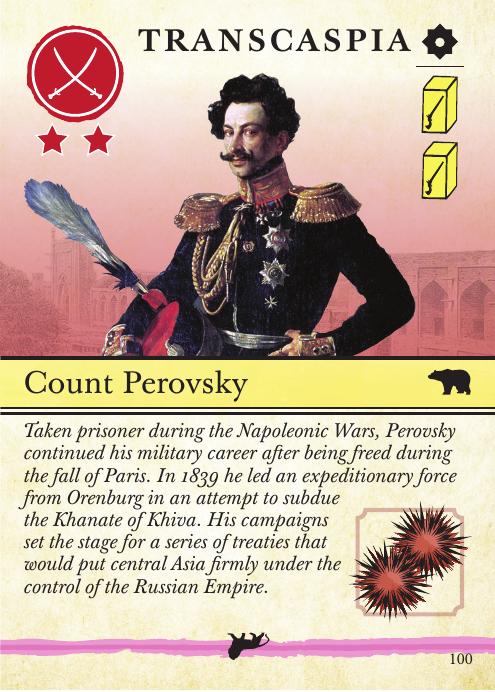 TRANSCASPIA
Count Perovsky
Taken prisoner during the Napoleonic Wars, Perovsky
continued his military career after being freed during
the fall of Paris. In 1839 he led an expeditionary force
from Orenburg in an attempt to subdue
the Khanate of Khiva. His campaigns
set the stage for a series of treaties that
would put central Asia firmly under the
control of the Russian Empire.
100